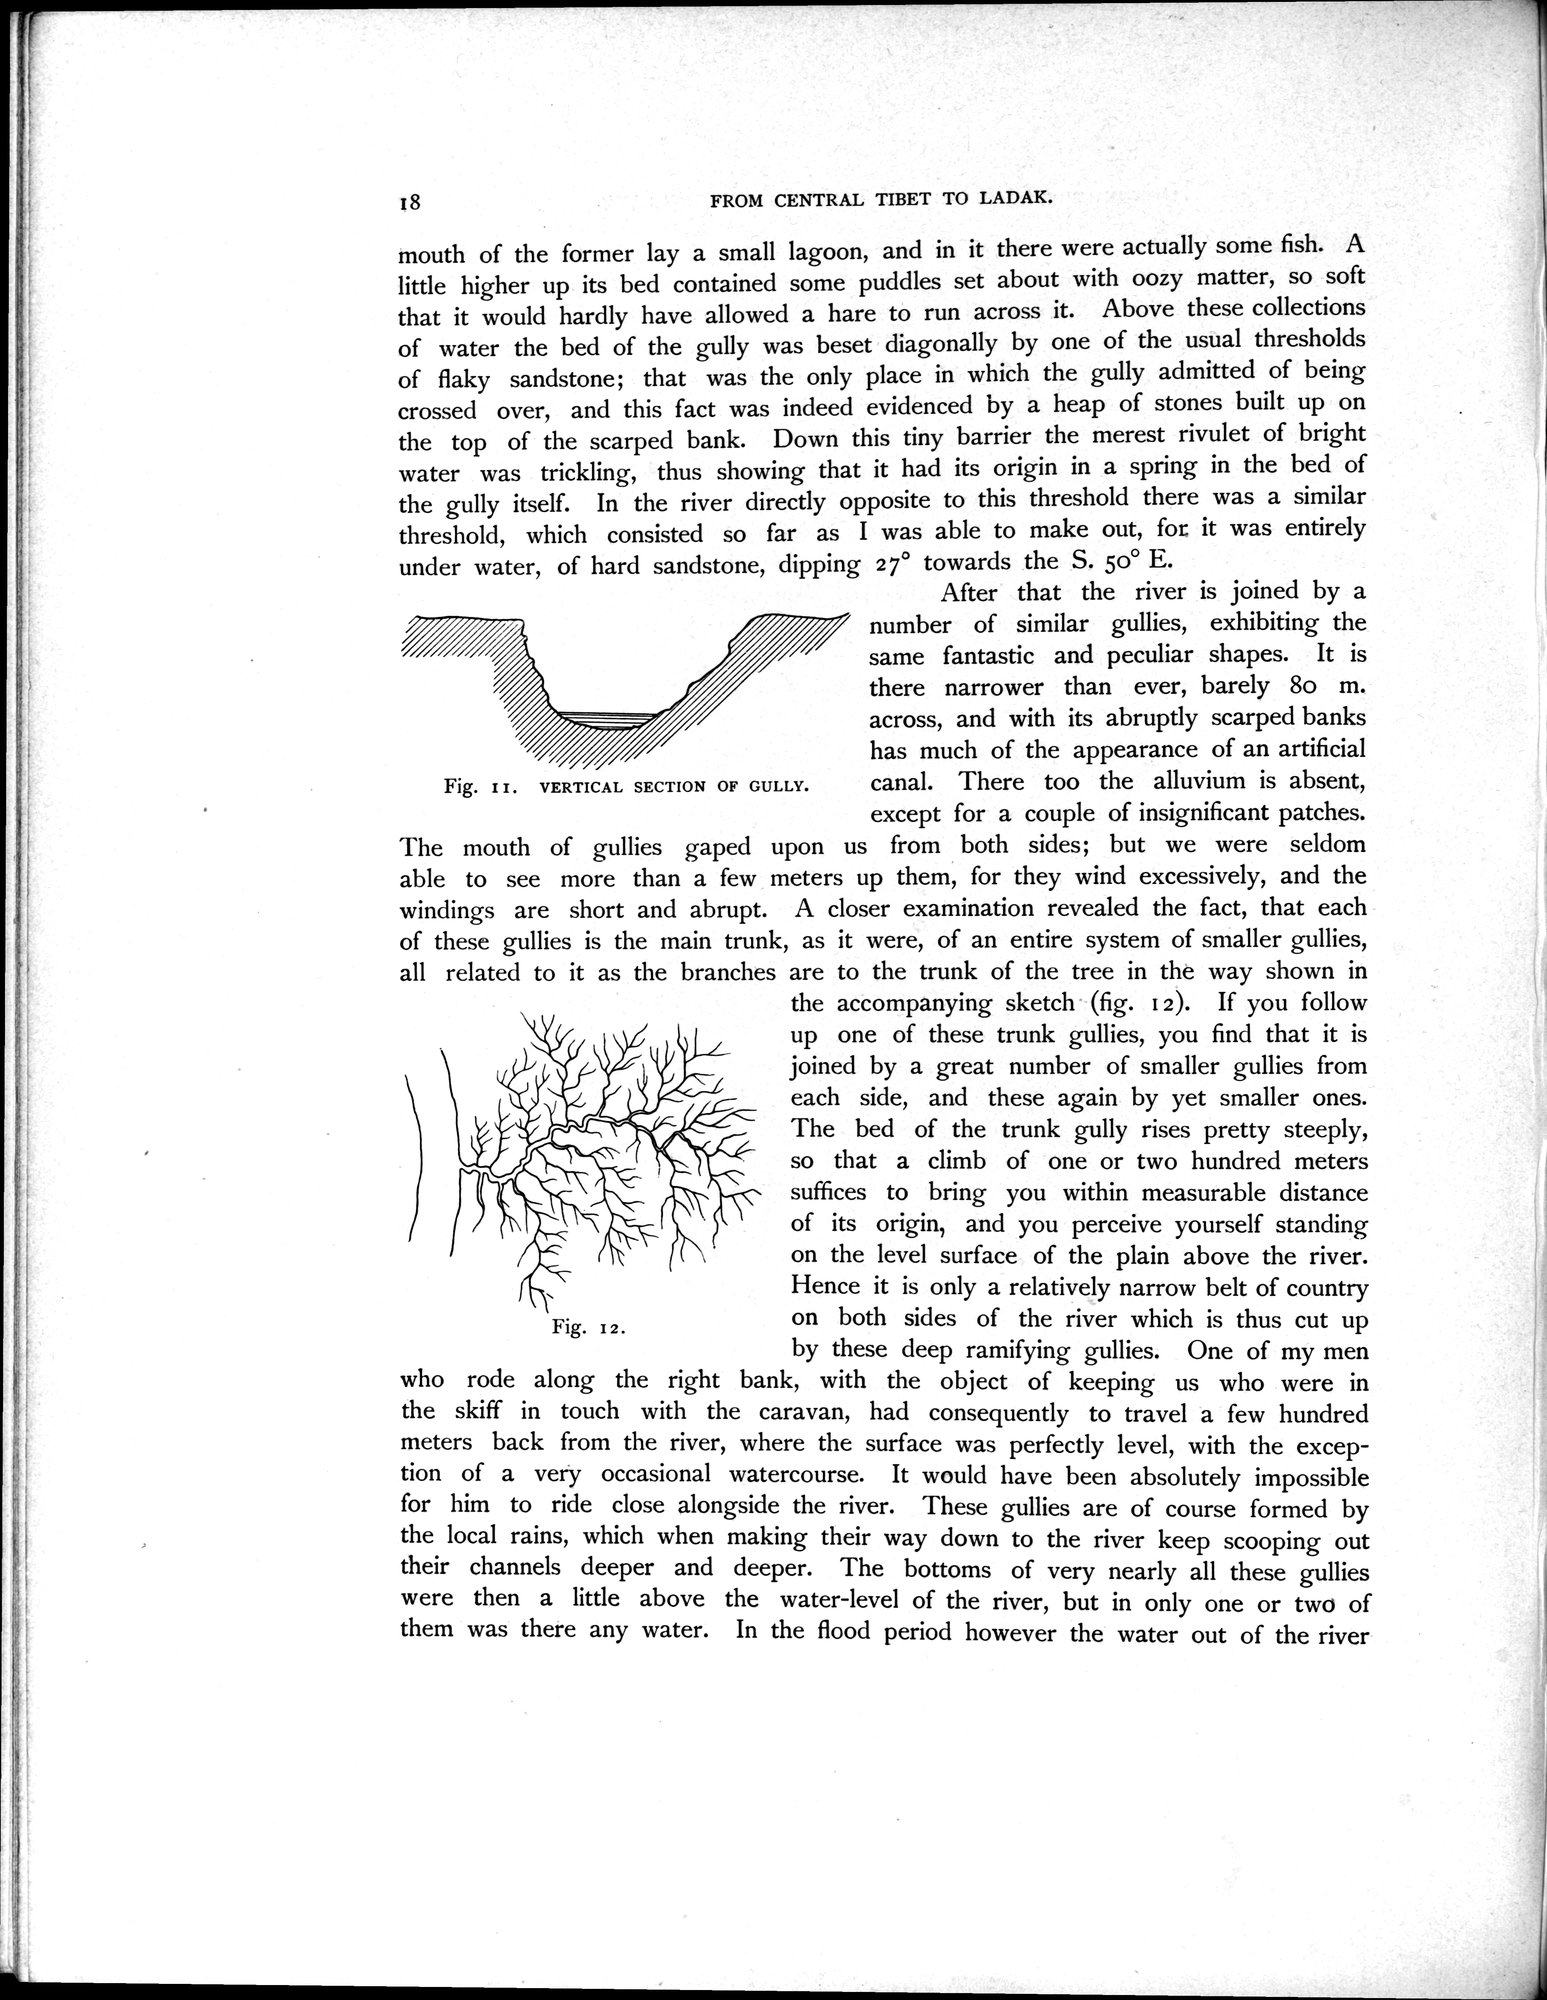 18
FROM CENTRAL TIBET TO LADAK.
mouth of the former lay a small lagoon, and in it there were actually some fish. A
little higher up its bed contained some puddles set about with oozy matter, so soft
that it would hardly have allowed a hare to run across it. Above these collections
of water the bed of the gully was beset diagonally by one of the usual thresholds
of flaky sandstone; that was the only place in which the gully admitted of being
crossed over, and this fact was indeed evidenced by a heap of stones built up on
the top of the scarped bank. Down this tiny barrier the merest rivulet of bright
water was trickling, thus showing that it had its origin in a spring in the bed of
the gully itself. In the river directly opposite to this threshold there was a similar
threshold, which consisted so far as I was able to make out, for it was entirely
under water, of hard sandstone, dipping 27° towards the S. 50° E.
After that the river is joined by a
number of similar gullies, exhibiting the
same fantastic and peculiar shapes. It is
there narrower than ever, barely 80 m.
across, and with its abruptly scarped banks
has much of the appearance of an artificial
canal. There too the alluvium is absent,
except for a couple of insignificant patches.
Fig. 11. VERTICAL SECTION OF GULLY.
The mouth of gullies gaped upon us from both sides; but we were seldom
able to see more than a few meters up them, for they wind excessively, and the
windings are short and abrupt. A closer examination revealed the fact, that each
of these gullies is the main trunk, as it were, of an entire system of smaller gullies,
all related to it as the branches are to the trunk of the tree in the way shown in
the accompanying sketch (fig. 12). If you follow
up one of these trunk gullies, you find that it is
joined by a great number of smaller gullies from
each side, and these again by yet smaller ones.
The bed of the trunk gully rises pretty steeply,
so that a climb of one or two hundred meters
suffices to bring you within measurable distance
of its origin, and you perceive yourself standing
on the level surface of the plain above the river.
Hence it is only a relatively narrow belt of country
on both sides of the river which is thus cut up
by these deep ramifying gullies. One of my men
Fig. 12.
who rode along the right bank, with the object of keeping us who were in
the skiff in touch with the caravan, had consequently to travel a few hundred
meters back from the river, where the surface was perfectly level, with the excep-
tion of a very occasional watercourse. It would have been absolutely impossible
for him to ride close alongside the river. These gullies are of course formed by
the local rains, which when making their way down to the river keep scooping out
their channels deeper and deeper. The bottoms of very nearly all these gullies
were then a little above the water-level of the river, but in only one or two of
them was there any water. In the flood period however the water out of the river